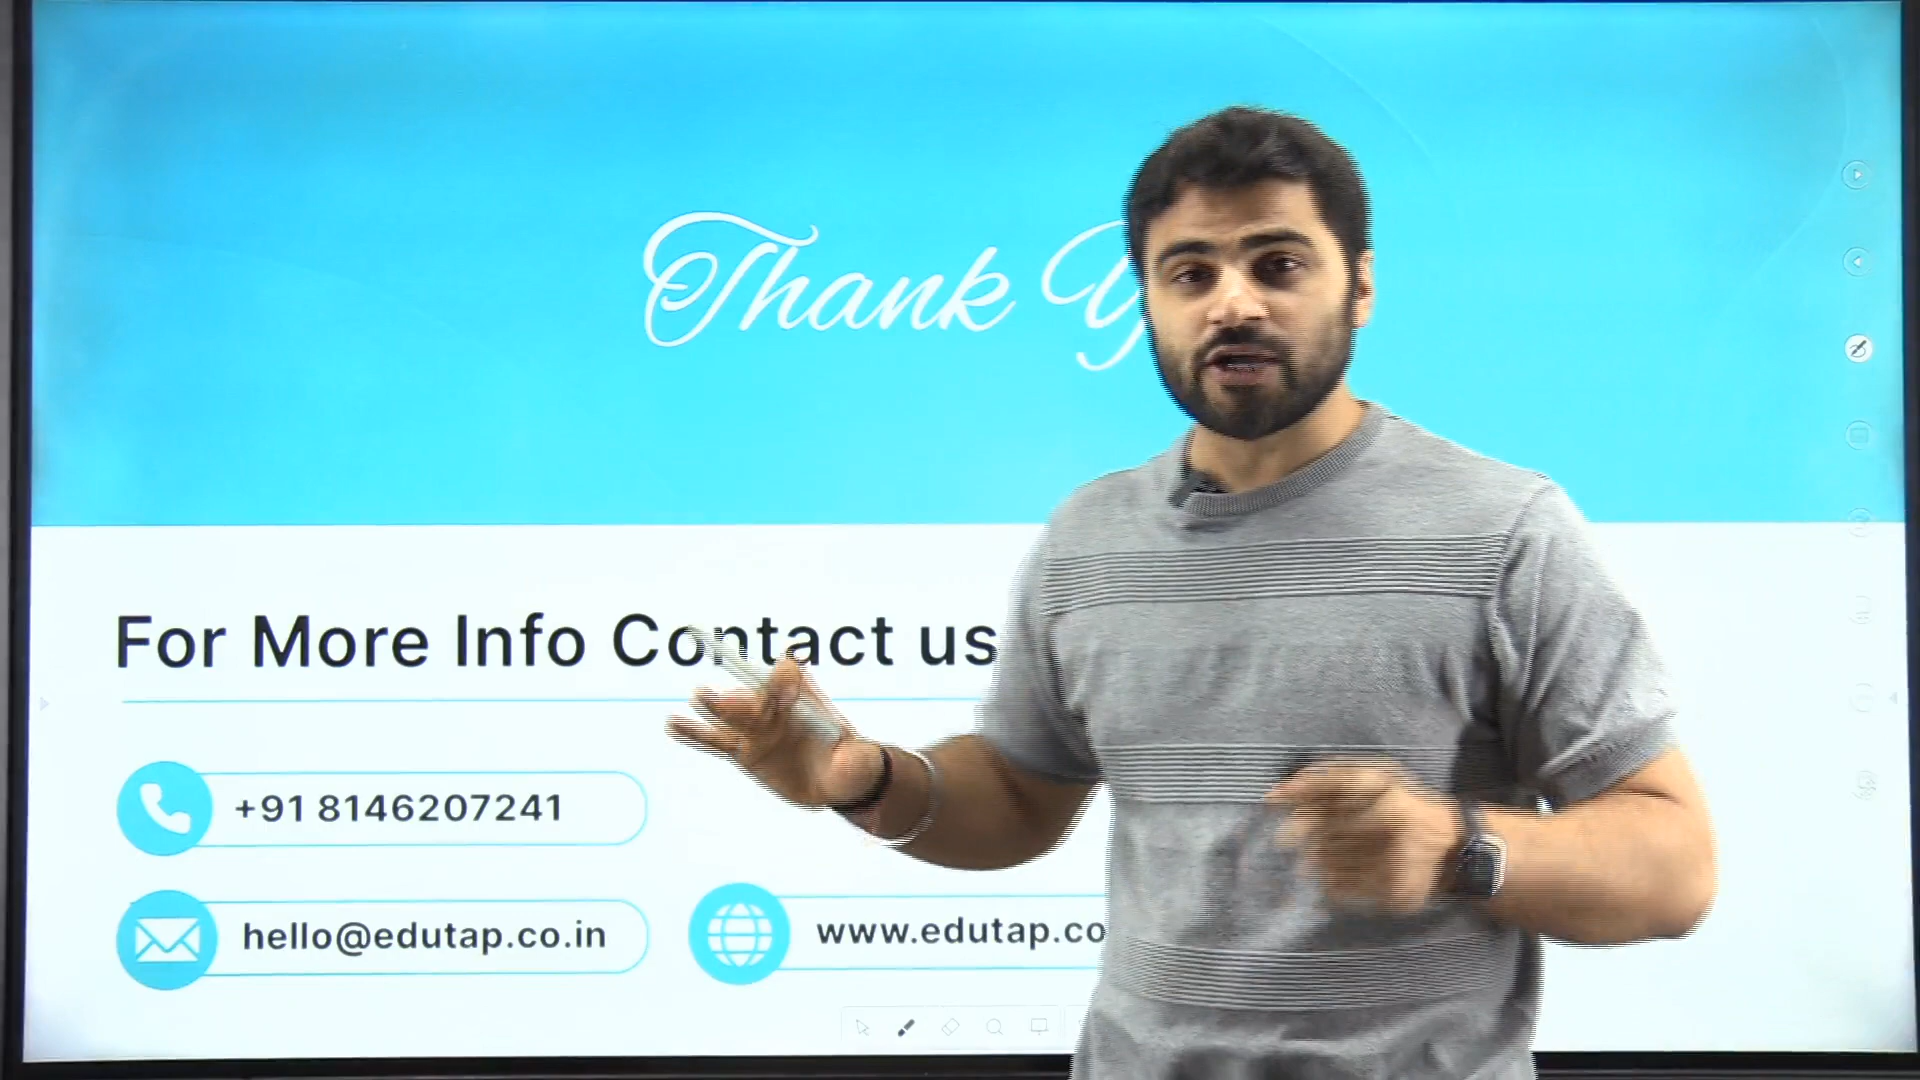 Thank
For More Info Contact us
+91 8146207241
hello@edutap.co.in
www.edutap.co